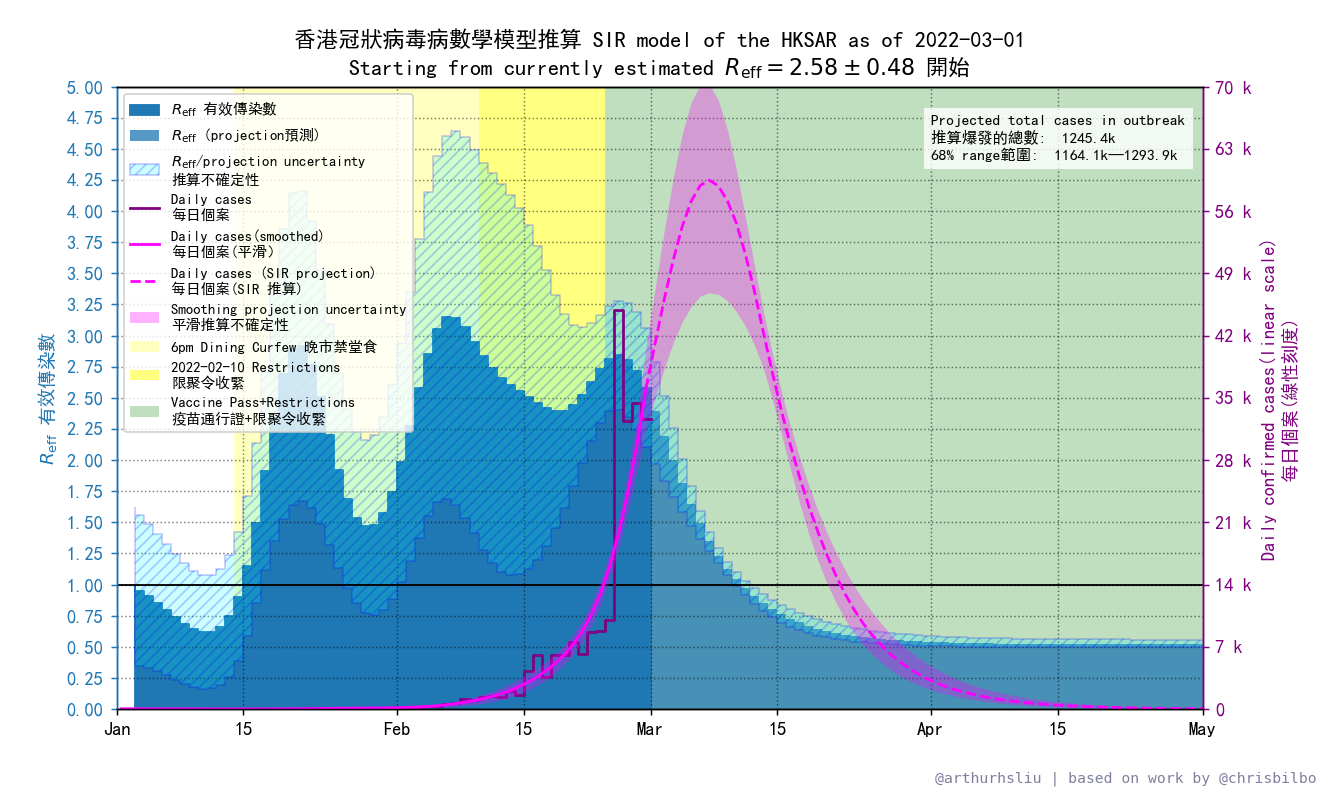 香港冠狀病毒病數學模型推算 SIR model of the HKSAR as of 2022-03-01
Starting from currently estimated Reff = 2.58 ± 0.48 開始
Reff 有效傳染數
Reff (projection預測)
Reff/projection uncertainty
推算不確定性
Daily cases
每日個案
Daily cases(smoothed)
每日個案(平滑)
Daily cases (SIR projection)
每日個案(SIR 推算)
Smoothing projection uncertainty
平滑推算不確定性
6pm Dining Curfew 晚市禁堂食
2022-02-10 Restrictions
限聚令收緊
Vaccine Pass+Restrictions
疫苗通行證+限聚令收緊
Projected total cases in outbreak
推算爆發的總數: 1245.4k
68% range範圍: 1164.1k—1293.9k
5.00
4.75
4.50
4.25
4.00
3.75
3.50
3.25
3.00
2.75
2.50
2.25
2.00
1.75
1.50
1.25
1.00
0.75
0.50
0.25
0.00
Reff 有效傳染數
70 k
63 k
56 k
49 k
42 k
35 k
28 k
21 k
14 k
7 k
0
Daily confirmed cases(linear scale)
每日個案(線性刻度)
Jan
15
Feb
15
Mar
15
Apr
15
May
@arthurhsliu | based on work by @chrisbilbo